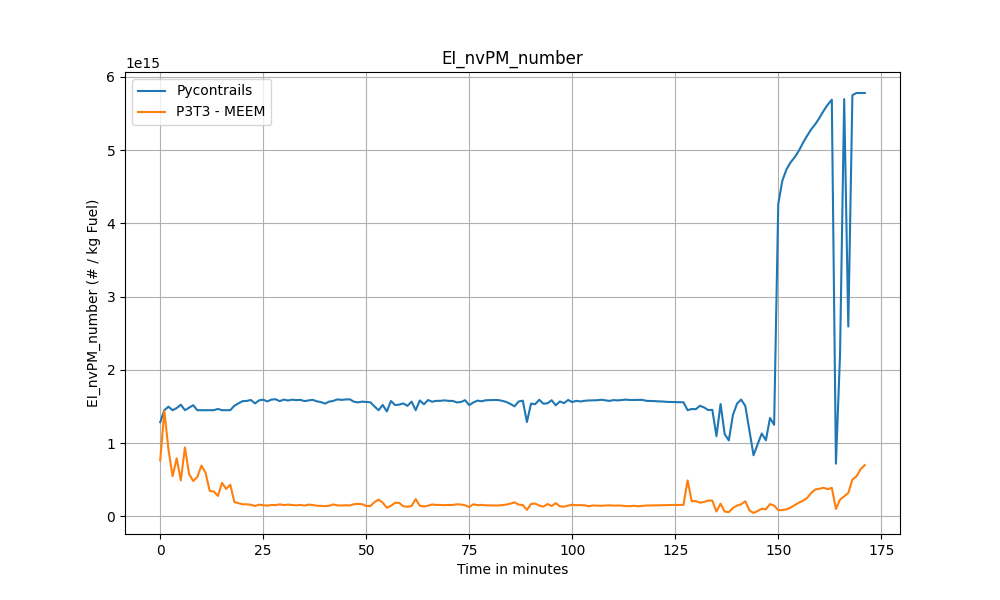 EI_nvPM_number
1e15
Pycontrails
P3T3 - MEEM
EI_nvPM_number (# / kg Fuel)
6
5
4
3
2
1
0
0 25 50 75 100 125 150 175
Time in minutes